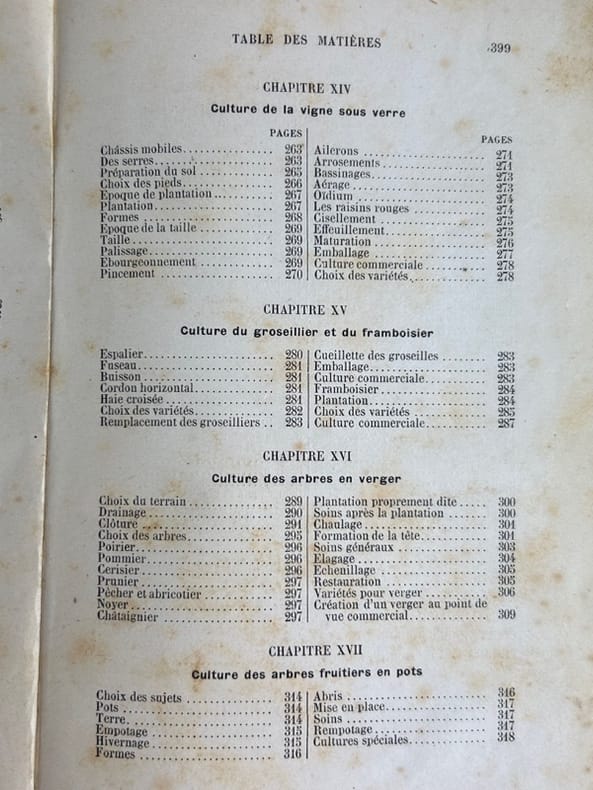 TABLE DES MATIÈRES 399
CHAPITRE XIV
Culture de la vigne sous verre
PAGES
Châssis mobiles. . . . . . . . . . . . . . . 263
Des serres. . . . . . . . . . . . . . . . . . 263
Préparation du sol . . . . . . . . . . . . 265
Choix des pieds. . . . . . . . . . . . . . 266
Epoque de plantation . . . . . . . . . . 267
Plantation. . . . . . . . . . . . . . . . . . 267
Formes . . . . . . . . . . . . . . . . . . . 268
Epoque de la taille . . . . . . . . . . . . 269
Taille. . . . . . . . . . . . . . . . . . . . . 269
Palissage. . . . . . . . . . . . . . . . . . 269
Ebourgeonnement. . . . . . . . . . . . 269
Pincement . . . . . . . . . . . . . . . . . 270
PAGES
Ailerons . . . . . . . . . . . . . . . . . . 271
Arrosements . . . . . . . . . . . . . . . 271
Bassinages. . . . . . . . . . . . . . . . . 273
Aérage . . . . . . . . . . . . . . . . . . . 273
Oïdium . . . . . . . . . . . . . . . . . . . 274
Les raisins rouges . . . . . . . . . . . . 274
Cisellement . . . . . . . . . . . . . . . . 275
Effeuillement. . . . . . . . . . . . . . . 275
Maturation . . . . . . . . . . . . . . . . 276
Emballage . . . . . . . . . . . . . . . . . 277
Culture commerciale . . . . . . . . . . 278
Choix des variétés. . . . . . . . . . . . 278
CHAPITRE XV
Culture du groseillier et du framboisier
Espalier. . . . . . . . . . . . . . . . . . . 280
Fuseau. . . . . . . . . . . . . . . . . . . . 281
Buisson . . . . . . . . . . . . . . . . . . . 281
Cordon horizontal. . . . . . . . . . . . 281
Haie croisée . . . . . . . . . . . . . . . . 281
Choix des variétés. . . . . . . . . . . . 282
Remplacement des groseilliers . . 283
Cueillette des groseilles . . . . . . . . 283
Emballage. . . . . . . . . . . . . . . . . . 283
Culture commerciale. . . . . . . . . . 283
Framboisier. . . . . . . . . . . . . . . . . 284
Plantation. . . . . . . . . . . . . . . . . . 284
Choix des variétés . . . . . . . . . . . . 285
Culture commerciale. . . . . . . . . . 287
CHAPITRE XVI
Culture des arbres en verger
Choix du terrain . . . . . . . . . . . . . 289
Drainage. . . . . . . . . . . . . . . . . . . 290
Clôture . . . . . . . . . . . . . . . . . . . 291
Choix des arbres. . . . . . . . . . . . . 295
Poirier. . . . . . . . . . . . . . . . . . . . 296
Pommier. . . . . . . . . . . . . . . . . . . 296
Cerisier . . . . . . . . . . . . . . . . . . . 296
Prunier . . . . . . . . . . . . . . . . . . . 297
Pêcher et abricotier . . . . . . . . . . . 297
Noyer. . . . . . . . . . . . . . . . . . . . . 297
Châtaignier . . . . . . . . . . . . . . . . 297
Plantation proprement dite . . . . . 300
Soins après la plantation . . . . . . . 300
Chaulage . . . . . . . . . . . . . . . . . . 301
Formation de la tête. . . . . . . . . . . 301
Soins généraux . . . . . . . . . . . . . . 303
Elagage . . . . . . . . . . . . . . . . . . . 304
Echenillage . . . . . . . . . . . . . . . . 305
Restauration . . . . . . . . . . . . . . . . 305
Variétés pour verger . . . . . . . . . . 306
Création d'un verger au point de
vue commercial. . . . . . . . . . . . . 309
CHAPITRE XVII
Culture des arbres fruitiers en pots
Choix des sujets . . . . . . . . . . . . . 314
Pots . . . . . . . . . . . . . . . . . . . . . 314
Terre. . . . . . . . . . . . . . . . . . . . . 314
Empotage . . . . . . . . . . . . . . . . . 315
Hivernage . . . . . . . . . . . . . . . . . 315
Formes . . . . . . . . . . . . . . . . . . . 316
Abris . . . . . . . . . . . . . . . . . . . . 316
Mise en place. . . . . . . . . . . . . . . 317
Soins . . . . . . . . . . . . . . . . . . . . 317
Rempotage. . . . . . . . . . . . . . . . . 317
Cultures spéciales. . . . . . . . . . . . 318